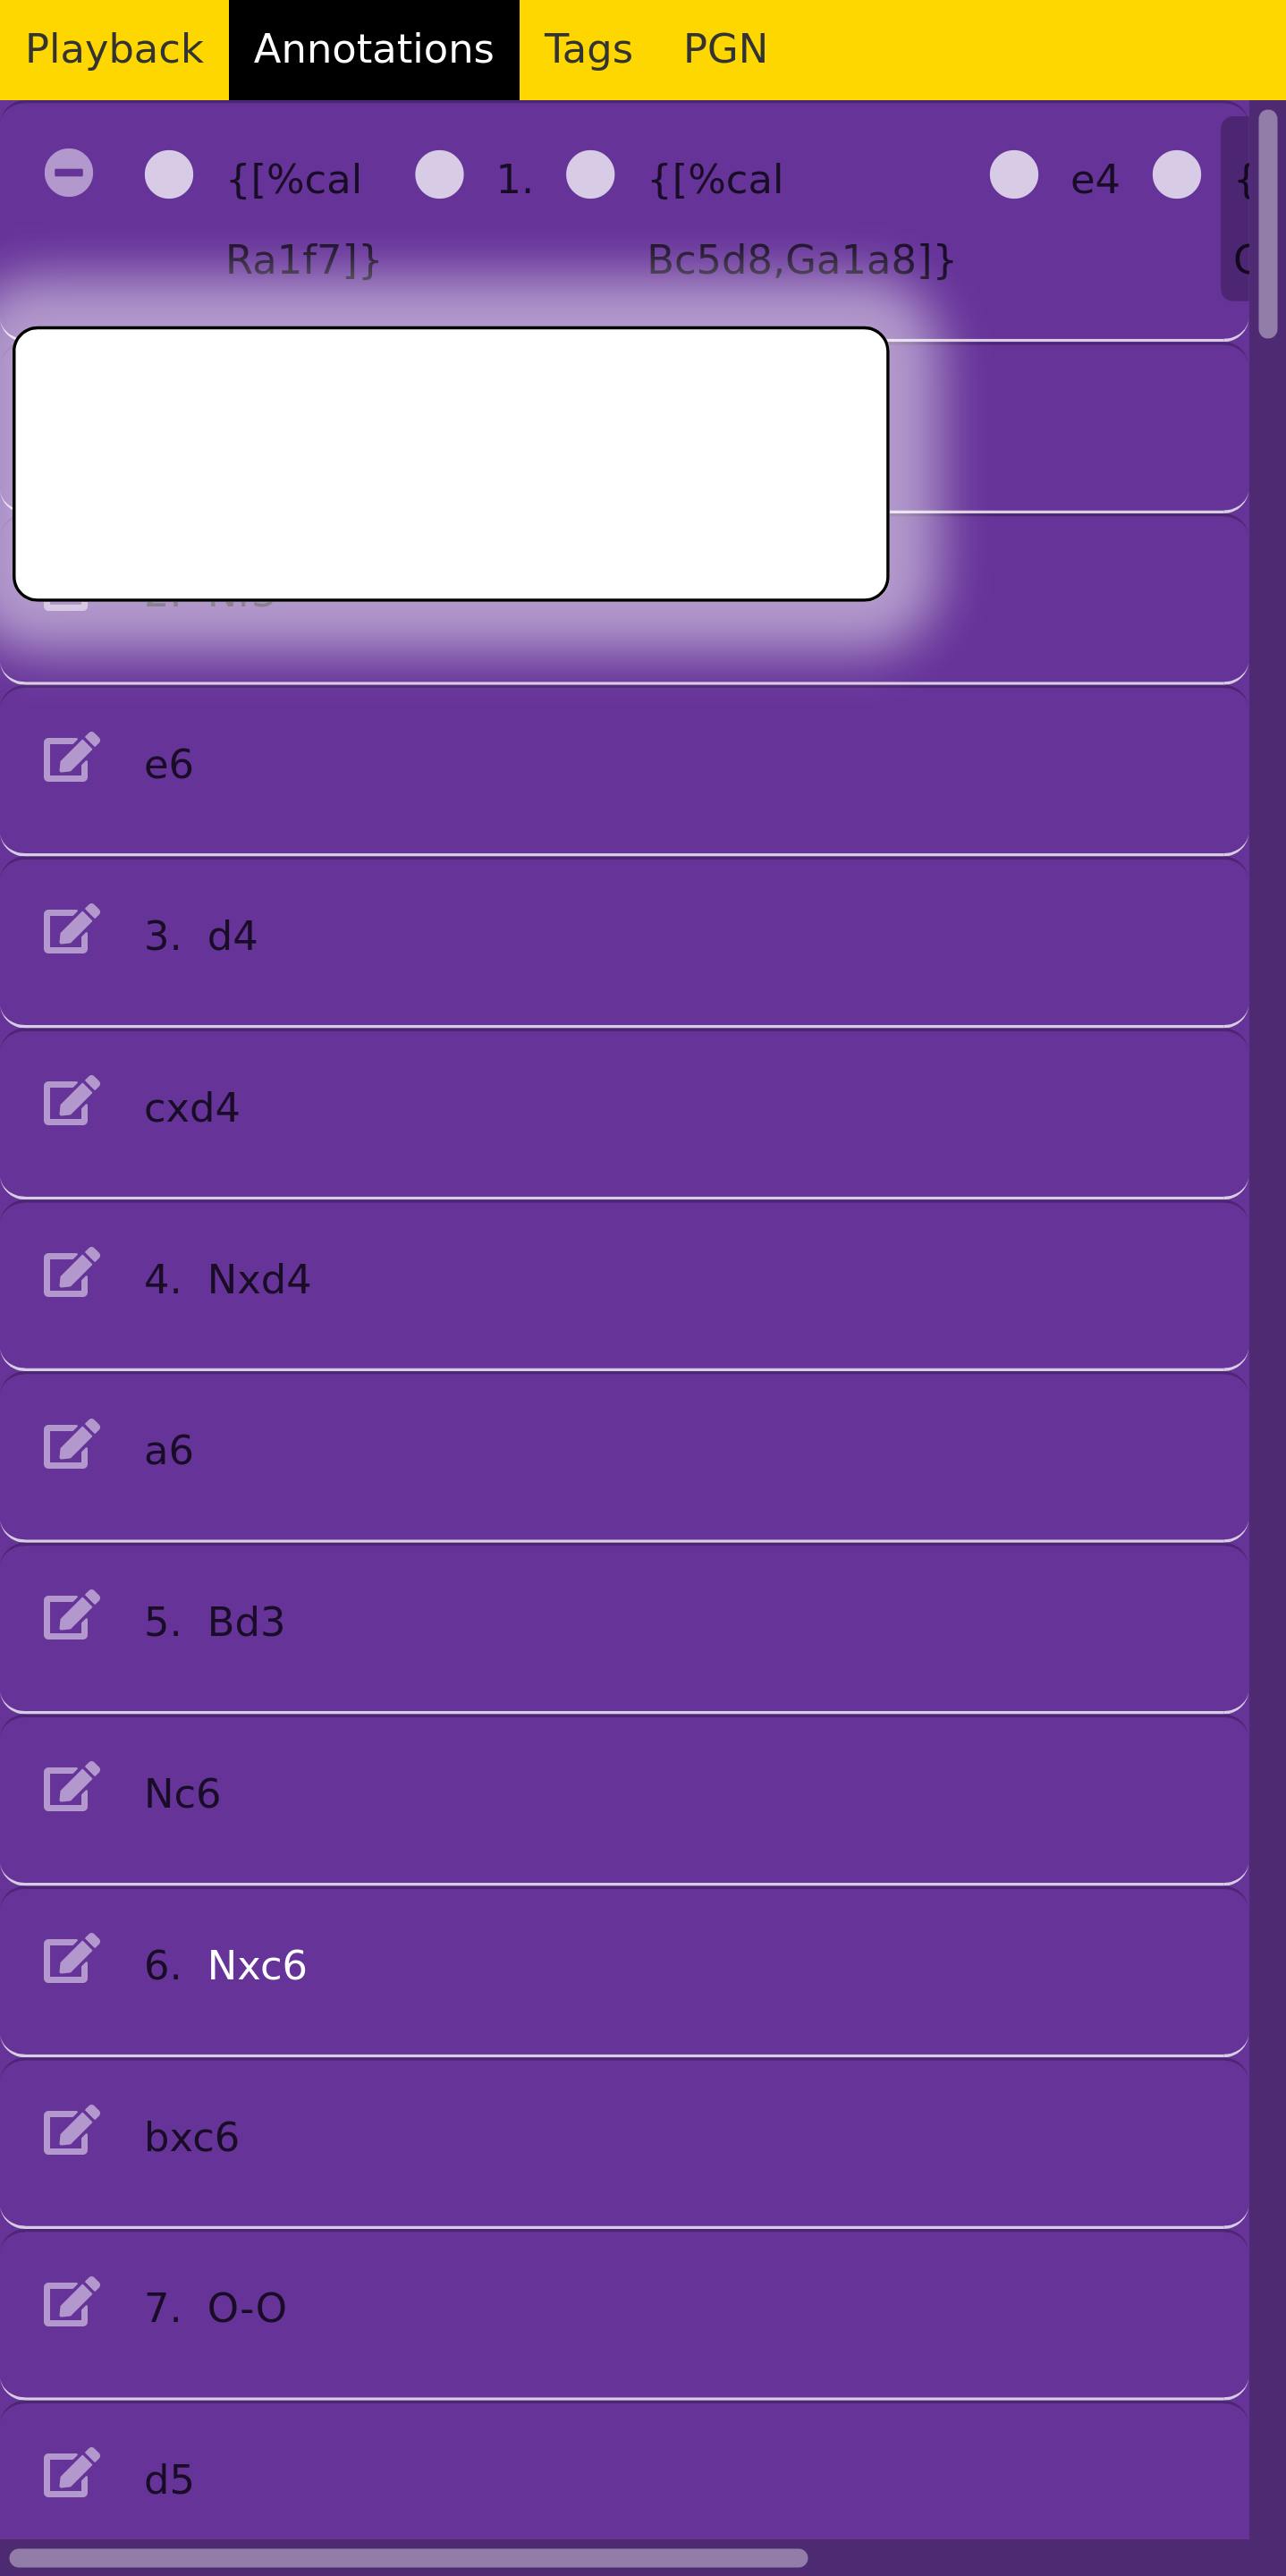 Playback Annotations Tags PGN
{[%cal 1. {[%cal e4 {
Ra1f7]} Bc5d8,Ga1a8]}
e6
3. d4
cxd4
4. Nxd4
a6
5. Bd3
Nc6
6. Nxc6
bxc6
7. O-O
d5